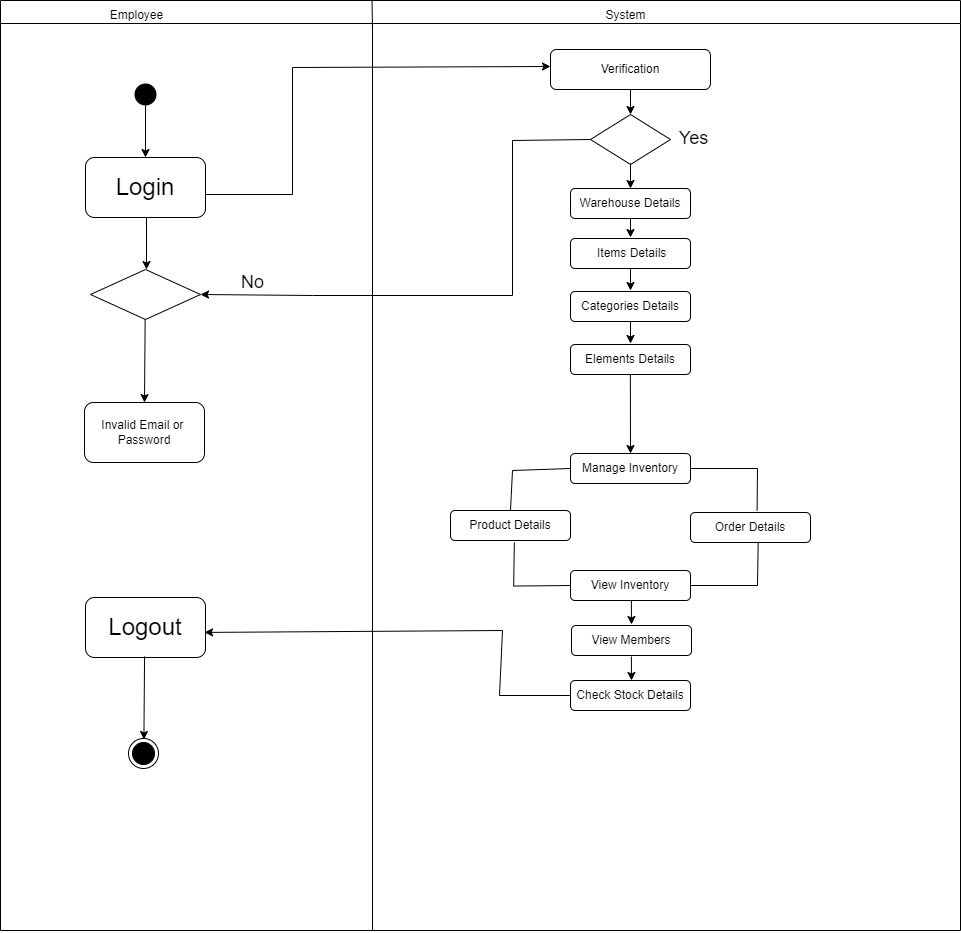 Employee
System
Verification
Yes
Login
Warehouse Details
Items Details
No
Categories Details
Elements Details
Invalid Email or
Password
Manage Inventory
Product Details
Order Details
View Inventory
Logout
View Members
Check Stock Details